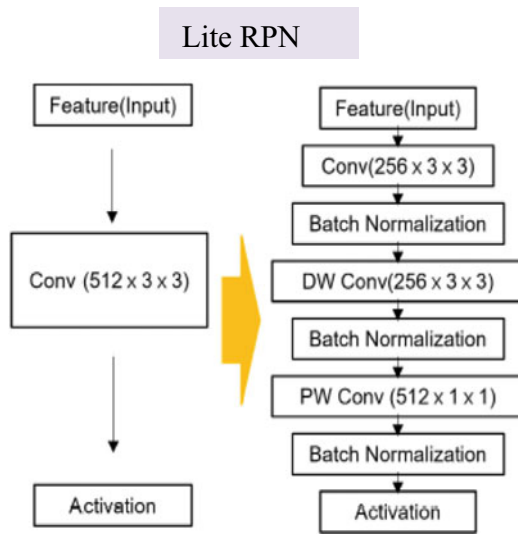 Lite RPN
Feature(Input)
Conv (512 x 3 x 3)
Activation
Feature(Input)
Conv(256 x 3 x 3)
Batch Normalization
DW Conv(256 x 3 x 3)
Batch Normalization
PW Conv (512 x 1 x 1)
Batch Normalization
Activation